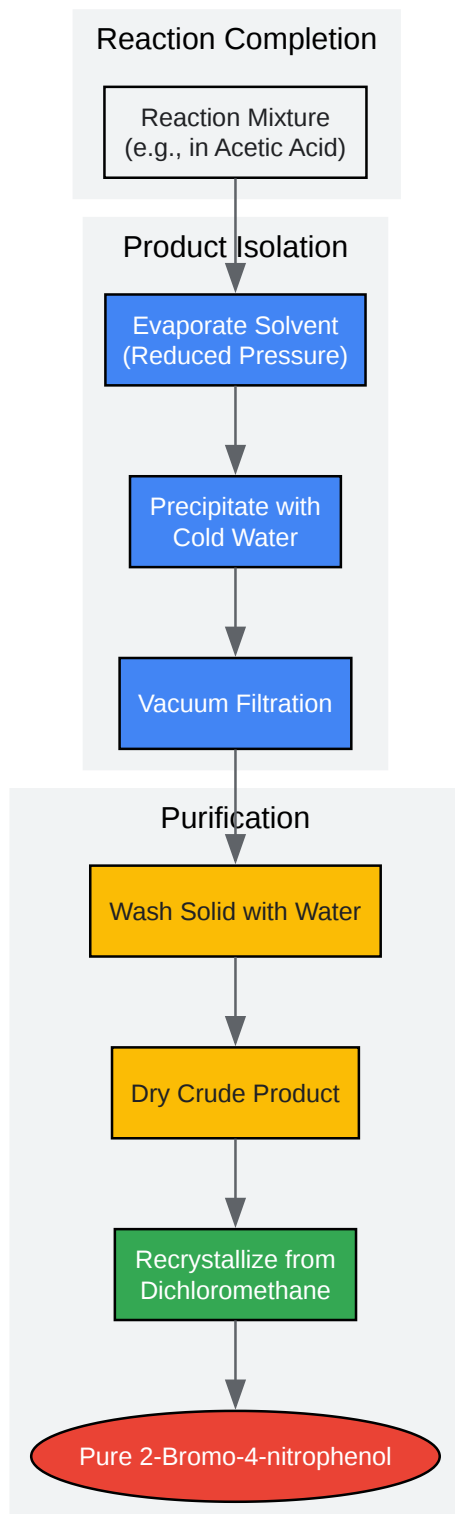 Reaction Completion
Reaction Mixture
(e.g., in Acetic Acid)
Product Isolation
Evaporate Solvent
(Reduced Pressure)
Precipitate with
Cold Water
Vacuum Filtration
Purification
Wash Solid with Water
Dry Crude Product
Recrystallize from
Dichloromethane
Pure 2-Bromo-4-nitrophenol